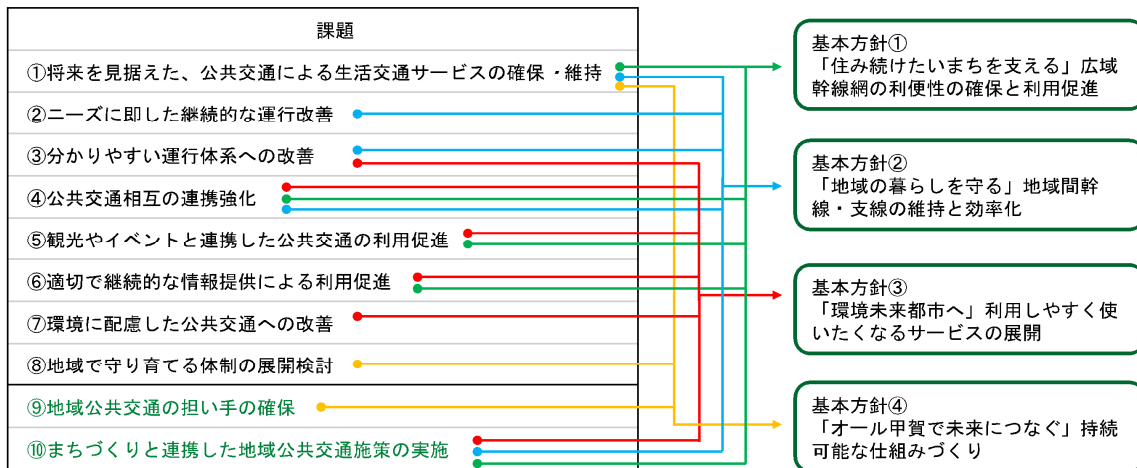 課題
①将来を見据えた、公共交通による生活交通サービスの確保・維持
②ニーズに即した継続的な運行改善
③分かりやすい運行体系への改善
④公共交通相互の連携強化
⑤観光やイベントと連携した公共交通の利用促進
⑥適切で継続的な情報提供による利用促進
⑦環境に配慮した公共交通への改善
⑧地域で守り育てる体制の展開検討
⑨地域公共交通の担い手の確保
⑩まちづくりと連携した地域公共交通施策の実施
基本方針①
「住み続けたいまちを支える」広域
幹線網の利便性の確保と利用促進
基本方針②
「地域の暮らしを守る」地域間幹
線・支線の維持と効率化
基本方針③
「環境未来都市へ」利用しやすく使
いたくなるサービスの展開
基本方針④
「オール甲賀で未来につなぐ」持続
可能な仕組みづくり